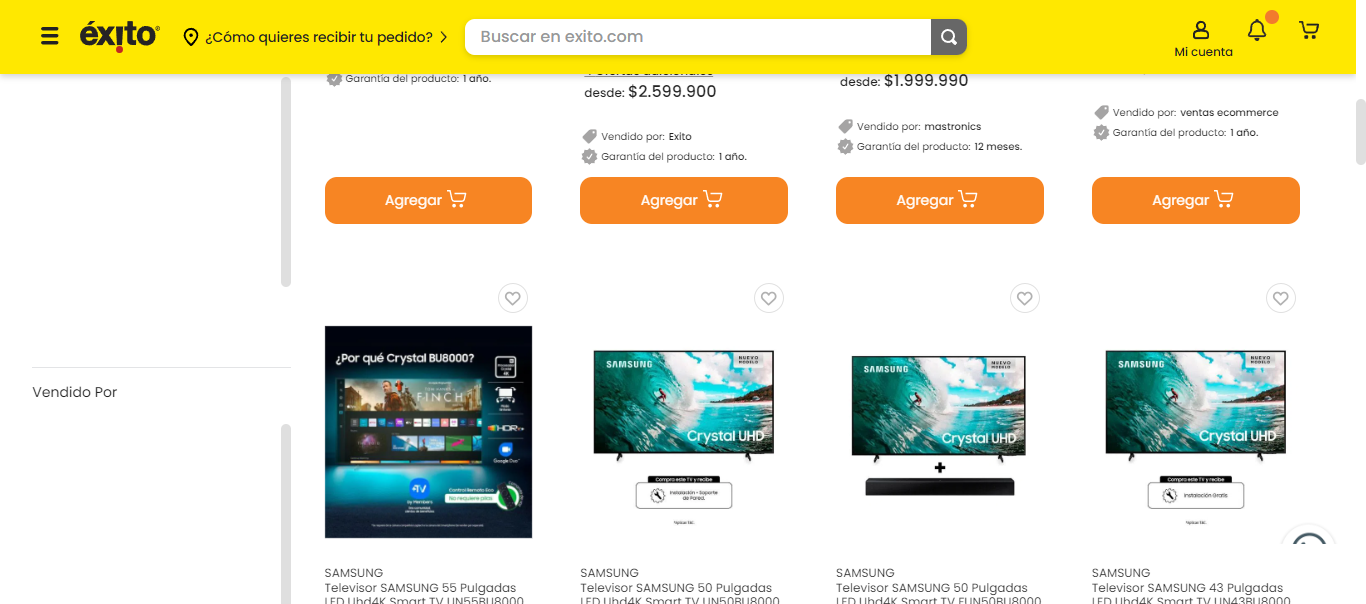 éxito
¿Cómo quieres recibir tu pedido?
Buscar en exito.com
Mi cuenta
Garantía del producto: 1 año.
desde: $2.599.900
Vendido por: Exito
Garantía del producto: 1 año.
desde: $1.999.990
Vendido por: mastronics
Garantía del producto: 12 meses.
Vendido por: ventas ecommerce
Garantía del producto: 1 año.
Agregar
Agregar
Agregar
Agregar
Vendido Por
¿Por qué Crystal BU8000?
FINCH
HDR
Google Duo
Control Remoto Eco
No requiere pilas
SAMSUNG
NUEVO
MODELO
Crystal UHD
Compra este TV y recibe
Instalación + Soporte
de Pared.
SAMSUNG
NUEVO
MODELO
Crystal UHD
+
SAMSUNG
NUEVO
MODELO
Crystal UHD
Compra este TV y recibe
Instalación Gratis
SAMSUNG
Televisor SAMSUNG 55 Pulgadas
LED Uhd4K Smart TV UN55BU8000
SAMSUNG
Televisor SAMSUNG 50 Pulgadas
LED Uhd4K Smart TV UN50BU8000
SAMSUNG
Televisor SAMSUNG 50 Pulgadas
LED Uhd4K Smart TV FUN50BU8000
SAMSUNG
Televisor SAMSUNG 43 Pulgadas
LED Uhd4K Smart TV UN43BU8000